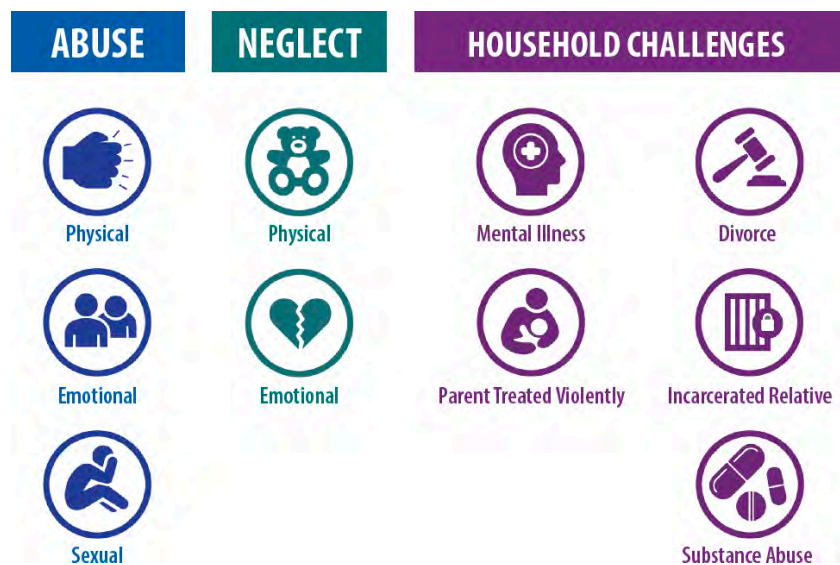 ABUSE
Physical
Emotional
Sexual
NEGLECT
Physical
Emotional
HOUSEHOLD CHALLENGES
Mental Illness
Divorce
Parent Treated Violently
Incarcerated Relative
Substance Abuse